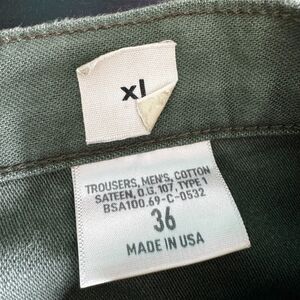 xl
TROUSERS, MEN'S, COTTON
SATEEN, O.G. 107, TYPE 1
BSA100.69-C-0532
36
MADE IN USA